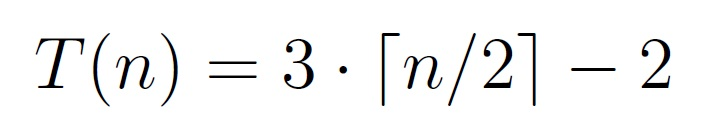 T(n) = 3 · ⌈n/2⌉ − 2